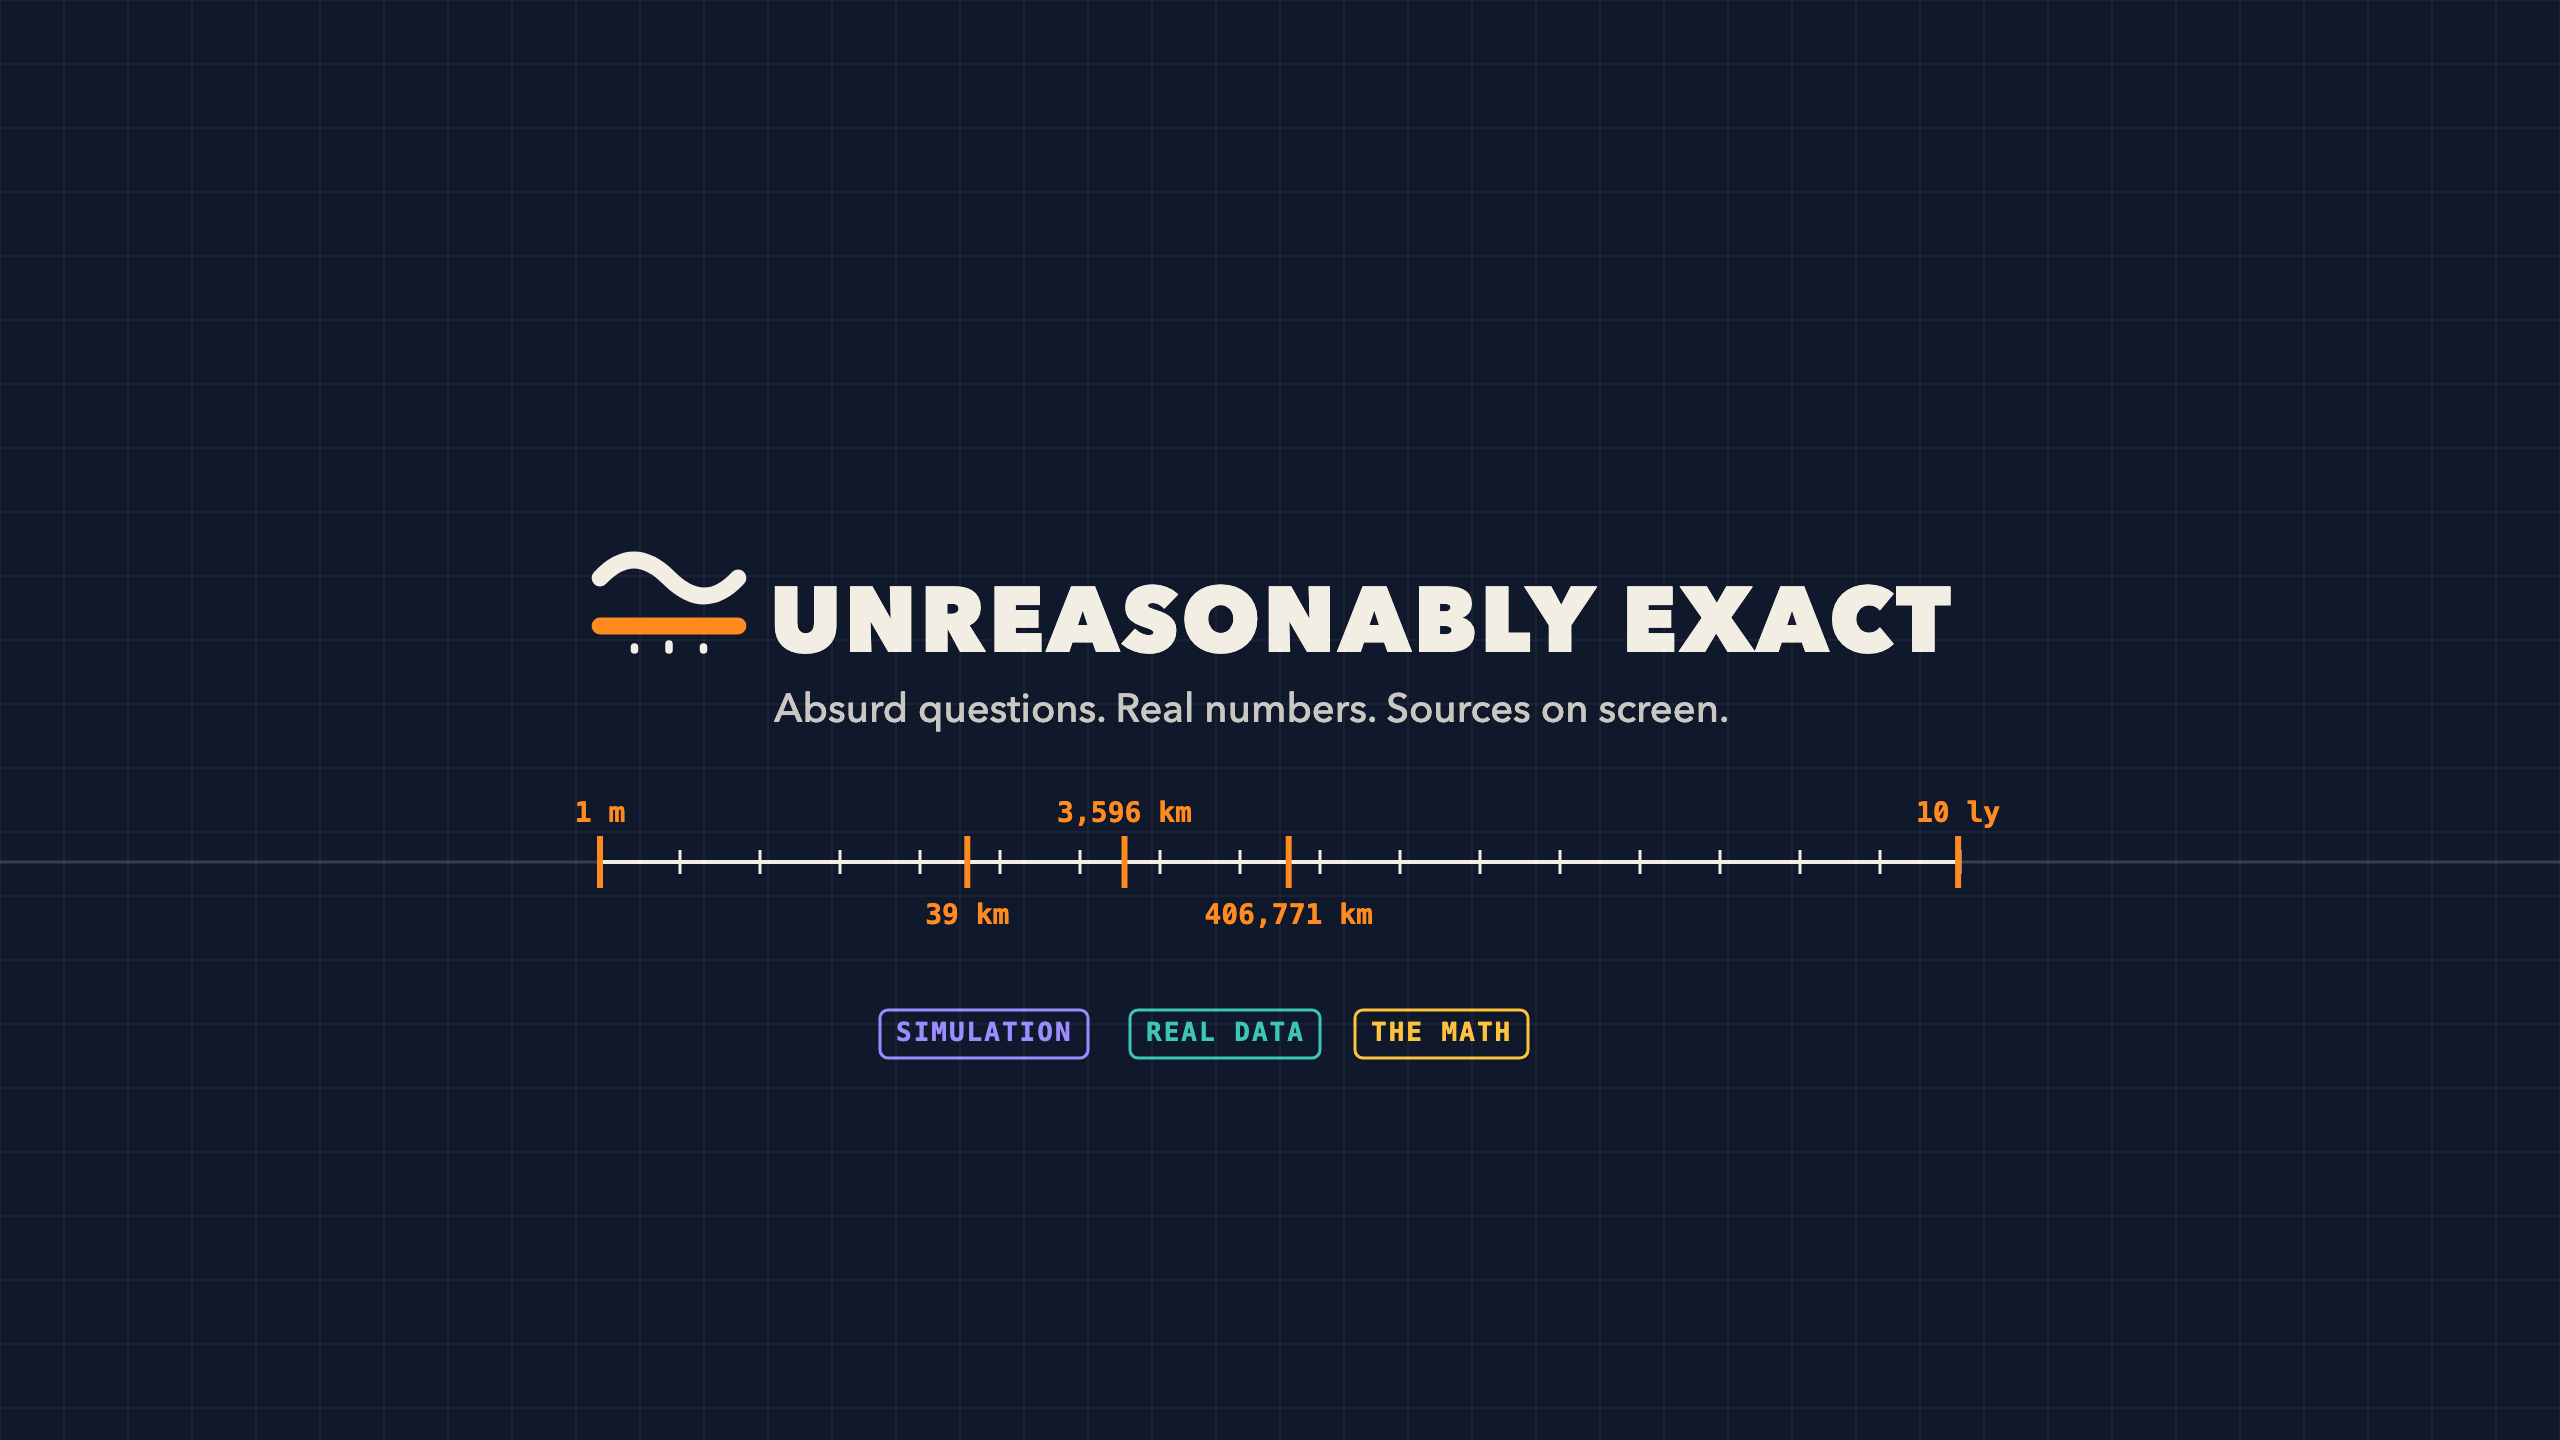 UNREASONABLY EXACT
Absurd questions. Real numbers. Sources on screen.
1 m 3,596 km 10 ly
39 km 406,771 km
SIMULATION REAL DATA THE MATH